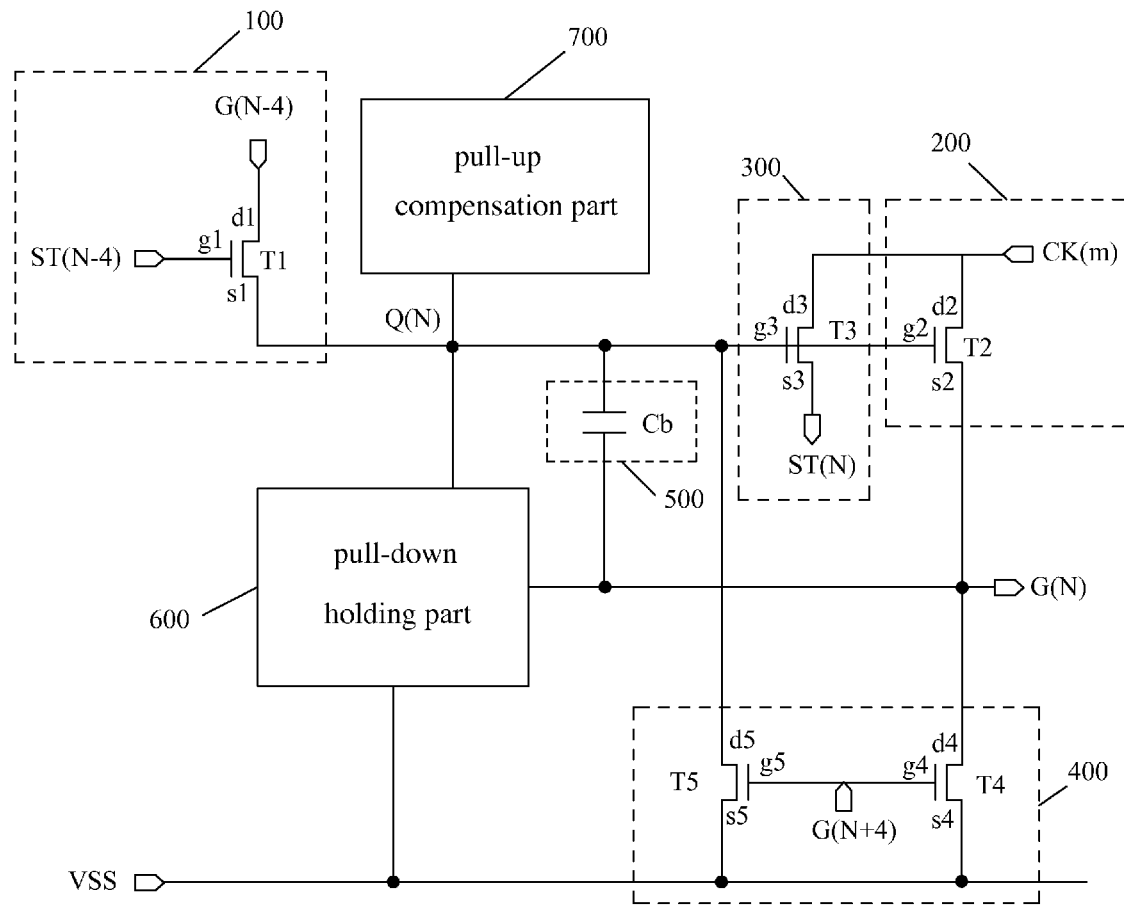 100
700
G(N-4)
pull-up
compensation part
300
200
d1
g1
ST(N-4)
T1
s1
CK(m)
d3
d2
Q(N)
g3
T3
g2
T2
s3
s2
Cb
ST(N)
500
pull-down
holding part
600
G(N)
d5
d4
g5
g4
T5
T4
400
s5
G(N+4)
s4
VSS